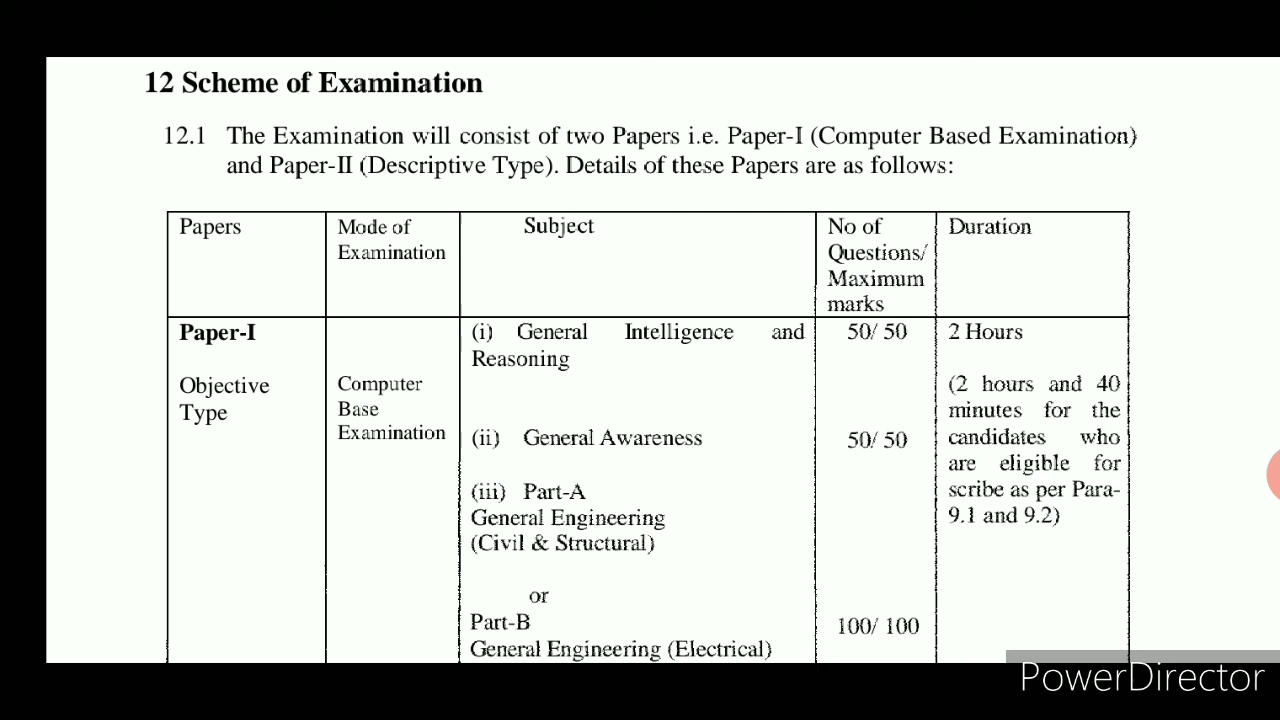 12 Scheme of Examination
12.1 The Examination will consist of two Papers i.e. Paper-I (Computer Based Examination)
and Paper-II (Descriptive Type). Details of these Papers are as follows:
Papers
Mode of
Examination
Subject
No of
Questions/
Maximum
marks
Duration
Paper-I
Objective
Type
Computer
Base
Examination
(i) General Intelligence and
Reasoning
50/ 50
(ii) General Awareness
50/ 50
(iii) Part-A
General Engineering
(Civil & Structural)
or
Part-B
General Engineering (Electrical)
100/ 100
2 Hours
(2 hours and 40
minutes for the
candidates who
are eligible for
scribe as per Para-
9.1 and 9.2)
PowerDirector